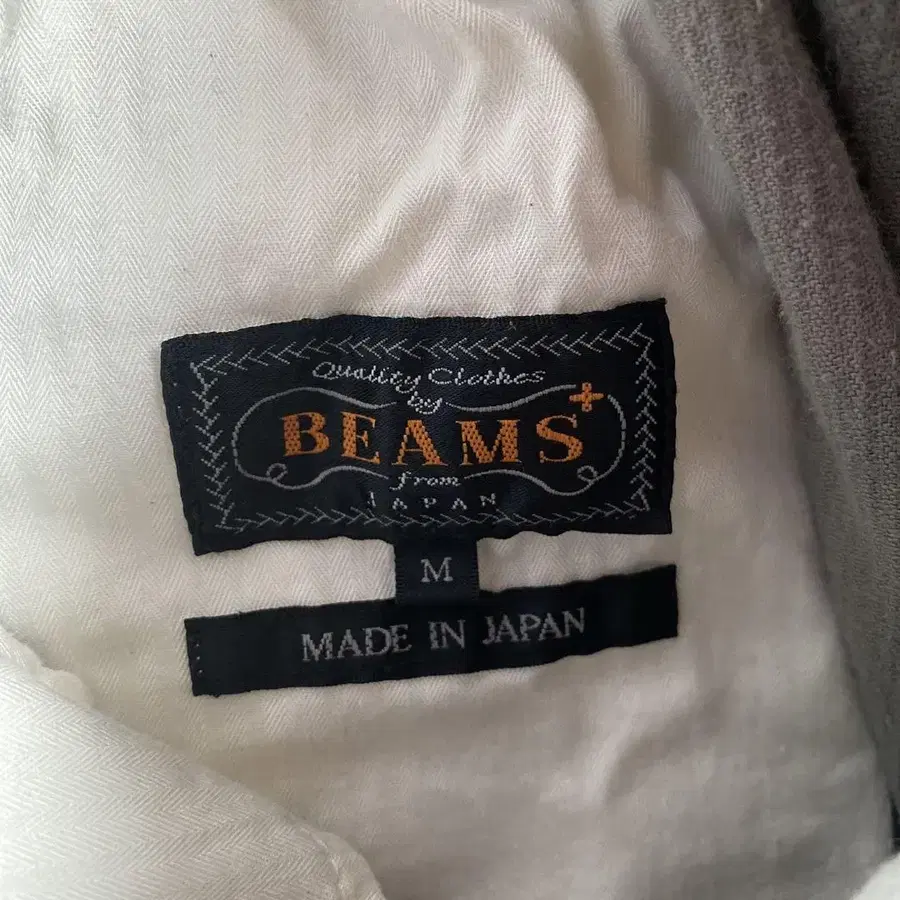 Quality Clothes
by
BEAMS+
from
JAPAN
M
MADE IN JAPAN